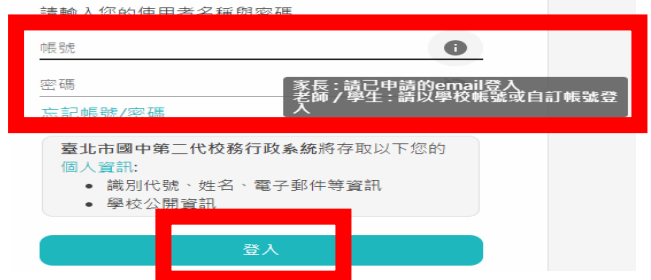 請輸入您的使用者名稱與密碼
帳號
密碼
家長：請已申請的email登入
老師 / 學生：請以學校帳號或自訂帳號登
入
忘記帳號/密碼
臺北市國中第二代校務行政系統將存取以下您的
個人資訊:
• 識別代號、姓名、電子郵件等資訊
• 學校公開資訊
登入